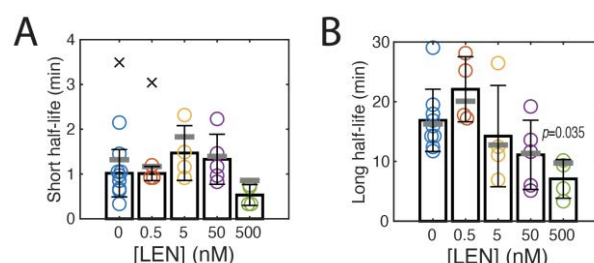 A
Short half-life (min)
4
3
2
1
0
0 0.5 5 50 500
[LEN] (nM)
B
Long half-life (min)
30
20
10
0
p=0.035
0 0.5 5 50 500
[LEN] (nM)